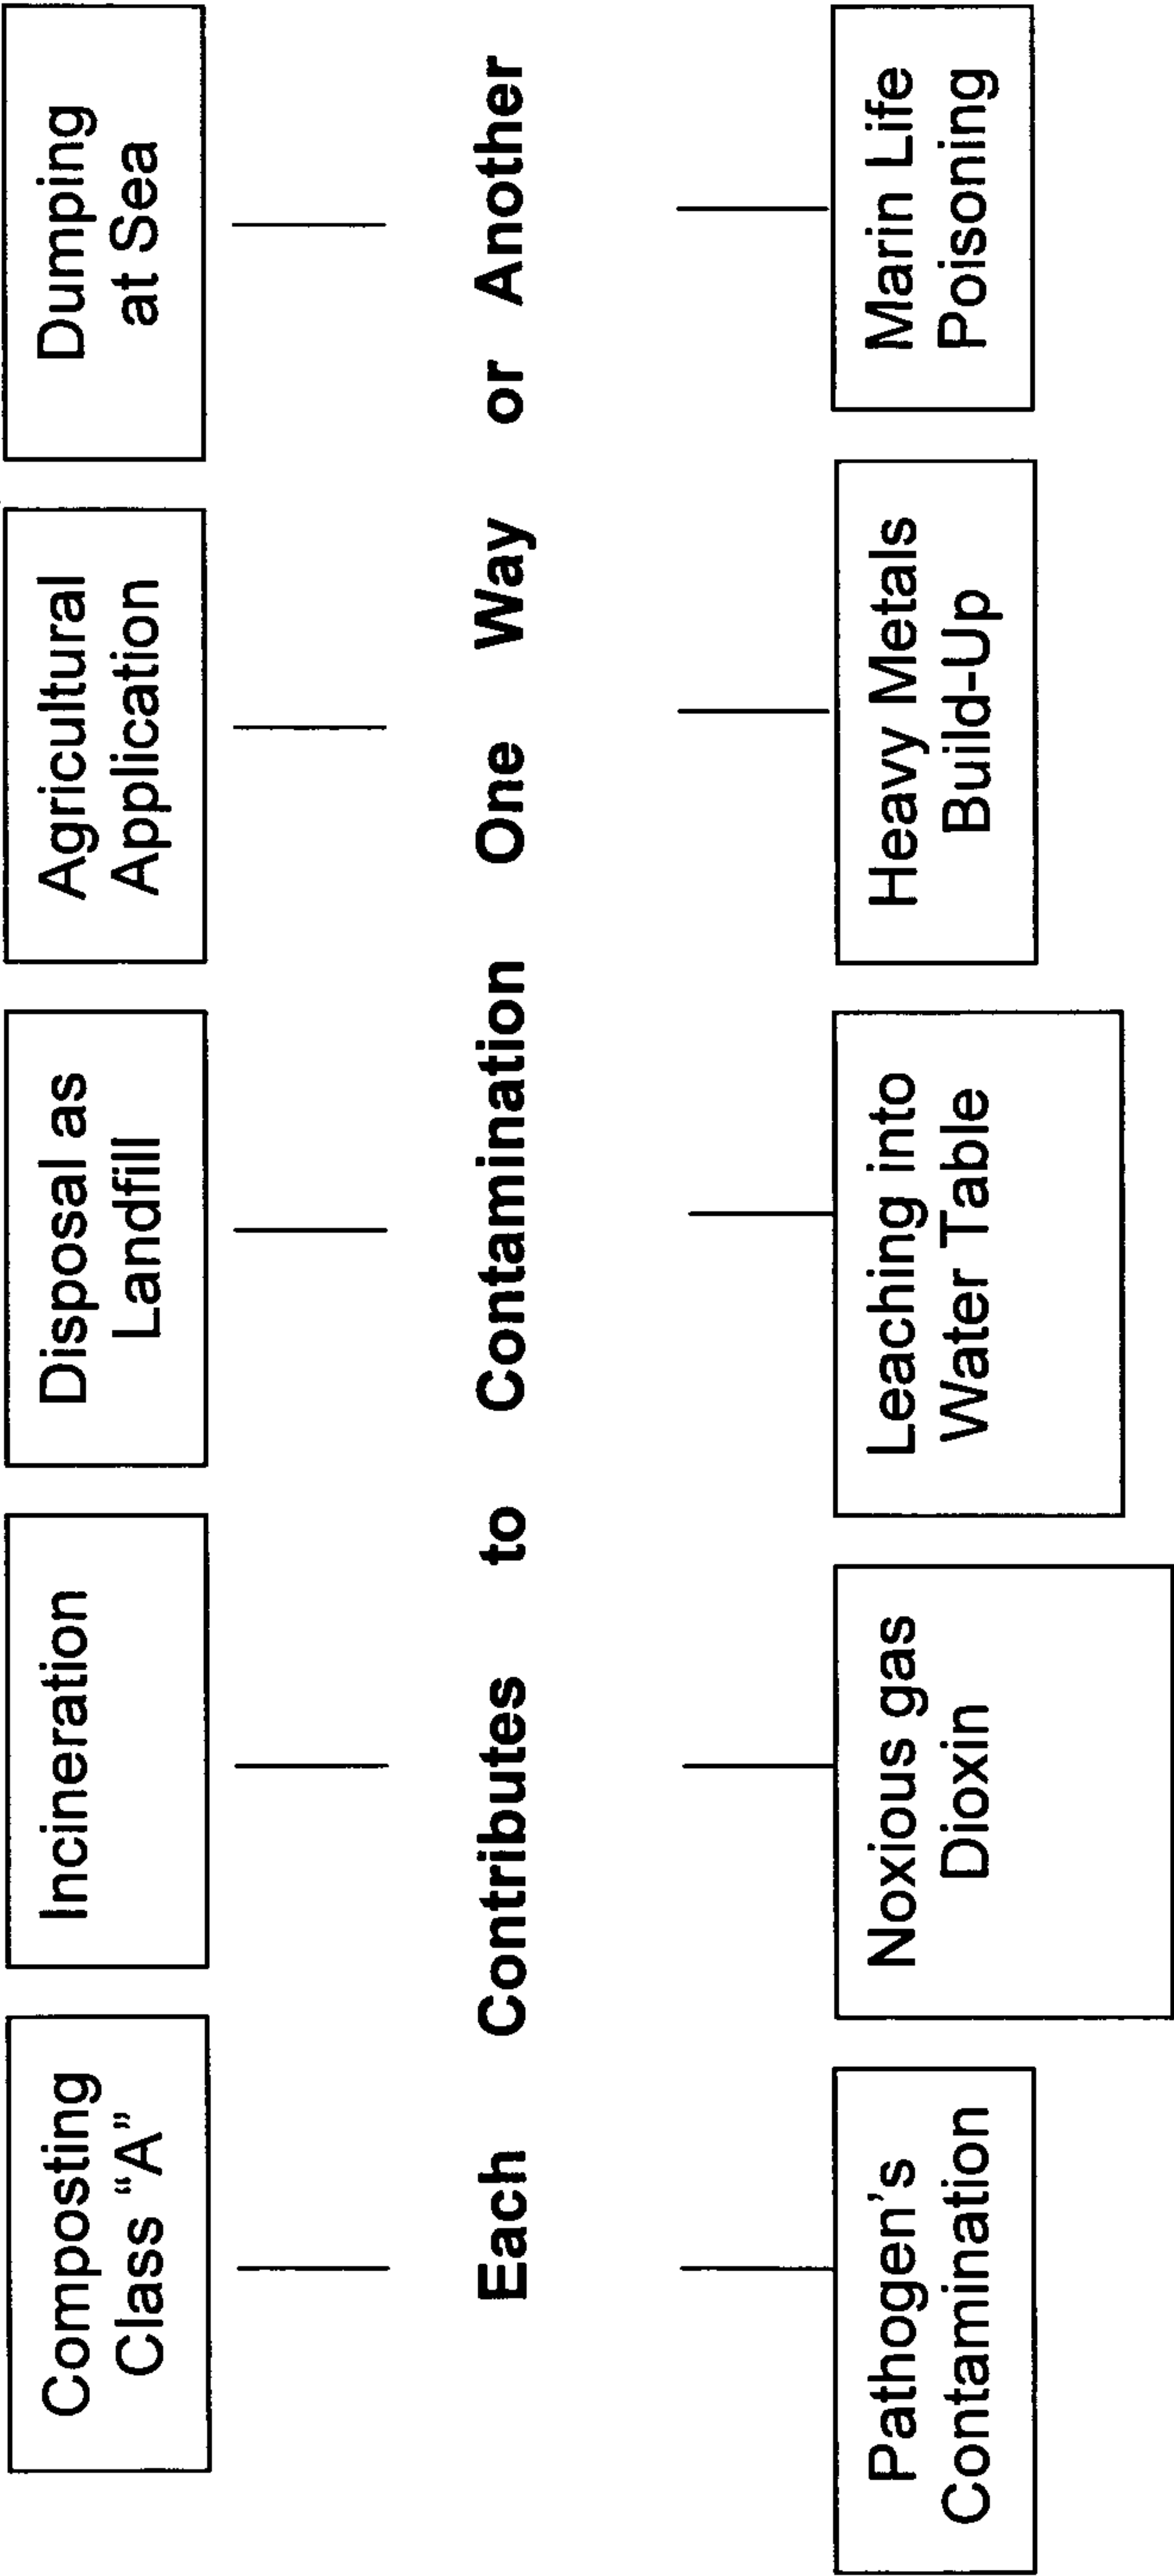 Composting
Class “A”
Incineration
Disposal as
Landfill
Agricultural
Application
Dumping
at Sea
Each Contributes to Contamination One Way or Another
Pathogen’s
Contamination
Noxious gas
Dioxin
Leaching into
Water Table
Heavy Metals
Build-Up
Marin Life
Poisoning